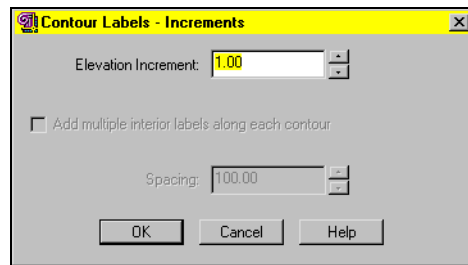 Contour Labels - Increments
Elevation Increment: 1.00
Add multiple interior labels along each contour
Spacing: 100.00
OK Cancel Help